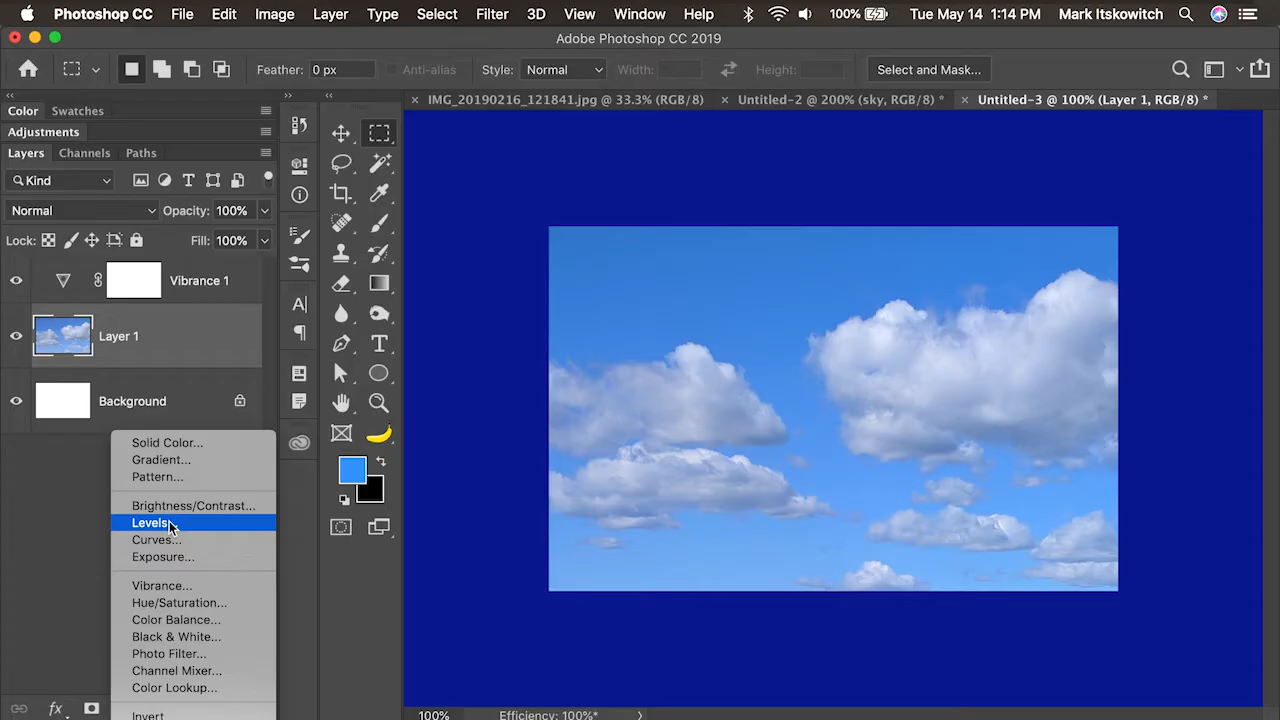 Photoshop CC File Edit Image Layer Type Select Filter 3D View Window Help 100% Tue May 14 1:14 PM Mark Itskowitch
Adobe Photoshop CC 2019
Feather: 0 px Anti-alias Style: Normal Width: Height: Select and Mask...
Color Swatches
IMG_20190216_121841.jpg @ 33.3% (RGB/8) Untitled-2 @ 200% (sky, RGB/8) * Untitled-3 @ 100% (Layer 1, RGB/8) *
Adjustments
Layers Channels Paths
Kind
Normal Opacity: 100%
Lock: Fill: 100%
Vibrance 1
Layer 1
Background
Solid Color...
Gradient...
Pattern...
Brightness/Contrast...
Levels
Curves...
Exposure...
Vibrance...
Hue/Saturation...
Color Balance...
Black & White...
Photo Filter...
Channel Mixer...
Color Lookup...
Invert
fx
100% Efficiency: 100%*